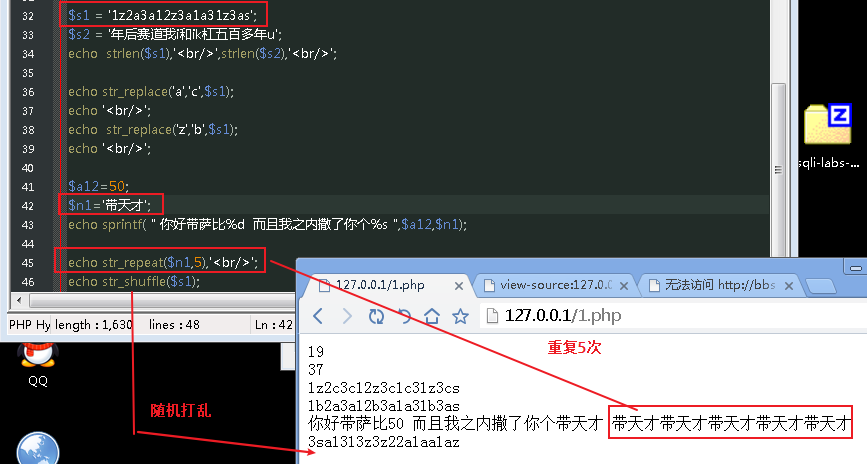 31
32 $s1 = '1z2a3a12z3a1a31z3as';
33 $s2 = '年后赛道我i和ik杜五百多年u';
34 echo strlen($s1),'<br/>',strlen($s2),'<br/>';
35
36 echo str_replace('a','c',$s1);
37 echo '<br/>';
38 echo str_replace('z','b',$s1);
39 echo '<br/>';
40
41 $a12=50;
42 $n1='带天才';
43 echo sprintf( " 你好带萨比%d 而且我之内撒了你个%s ",$a12,$n1);
44
45 echo str_repeat($n1,5),'<br/>';
46 echo str_shuffle($s1);
PHP Hy length : 1,630 lines : 48 Ln : 42
sqli-labs-...
QQ
随机打乱
127.0.0.1/1.php
view-source:127.0.0
无法访问 http://bbs
127.0.0.1/1.php
重复5次
19
37
1z2c3c12z3c1c31z3cs
1b2a3a12b3a1a31b3as
你好带萨比50 而且我之内撒了你个带天才 带天才带天才带天才带天才带天才
3sa1313z3z22a1aa1az